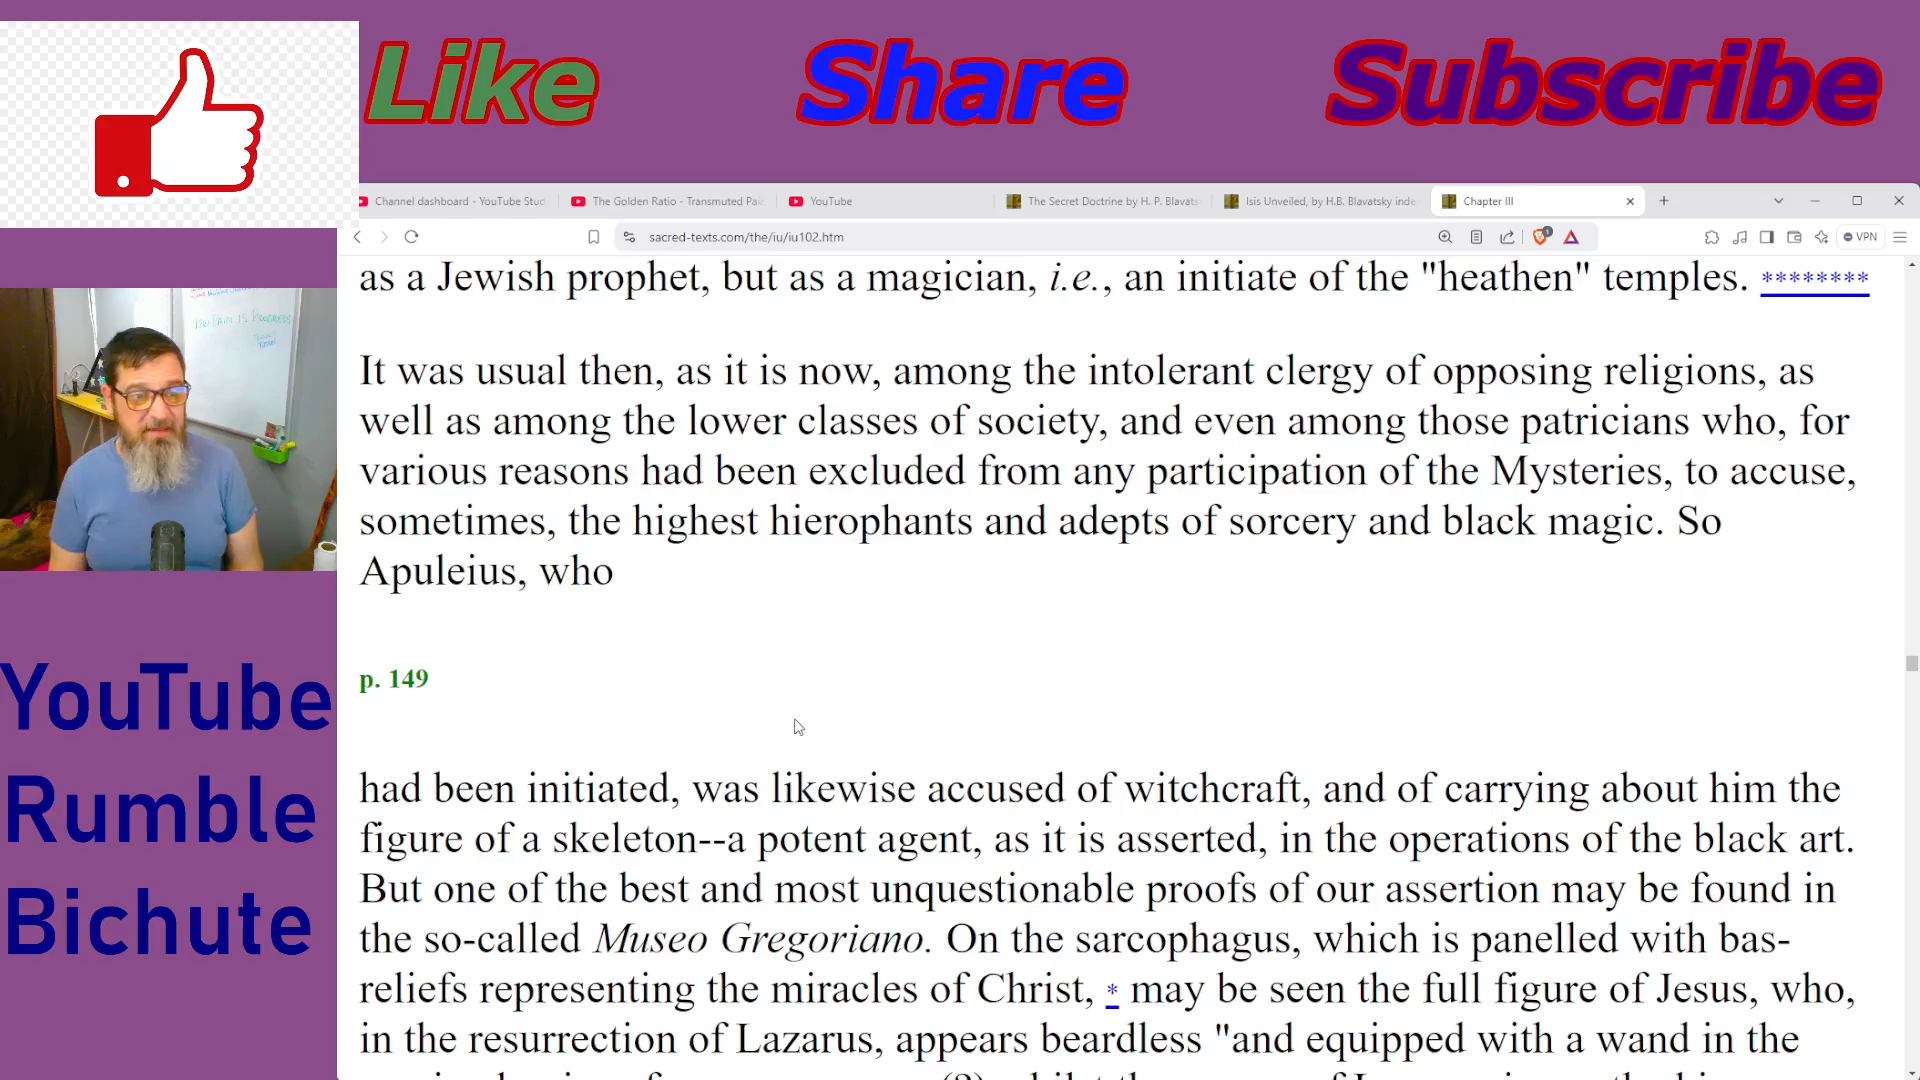 Like Share Subscribe
Channel dashboard - YouTube Stud
The Golden Ratio - Transmuted Pai
YouTube
The Secret Doctrine by H. P. Blavats
Isis Unveiled, by H.B. Blavatsky inde
Chapter III
sacred-texts.com/the/iu/iu102.htm
1
VPN
as a Jewish prophet, but as a magician, i.e., an initiate of the "heathen" temples. ********
It was usual then, as it is now, among the intolerant clergy of opposing religions, as
well as among the lower classes of society, and even among those patricians who, for
various reasons had been excluded from any participation of the Mysteries, to accuse,
sometimes, the highest hierophants and adepts of sorcery and black magic. So
Apuleius, who
p. 149
had been initiated, was likewise accused of witchcraft, and of carrying about him the
figure of a skeleton--a potent agent, as it is asserted, in the operations of the black art.
But one of the best and most unquestionable proofs of our assertion may be found in
the so-called Museo Gregoriano. On the sarcophagus, which is panelled with bas-
reliefs representing the miracles of Christ, * may be seen the full figure of Jesus, who,
in the resurrection of Lazarus, appears beardless "and equipped with a wand in the
YouTube
Rumble
Bichute